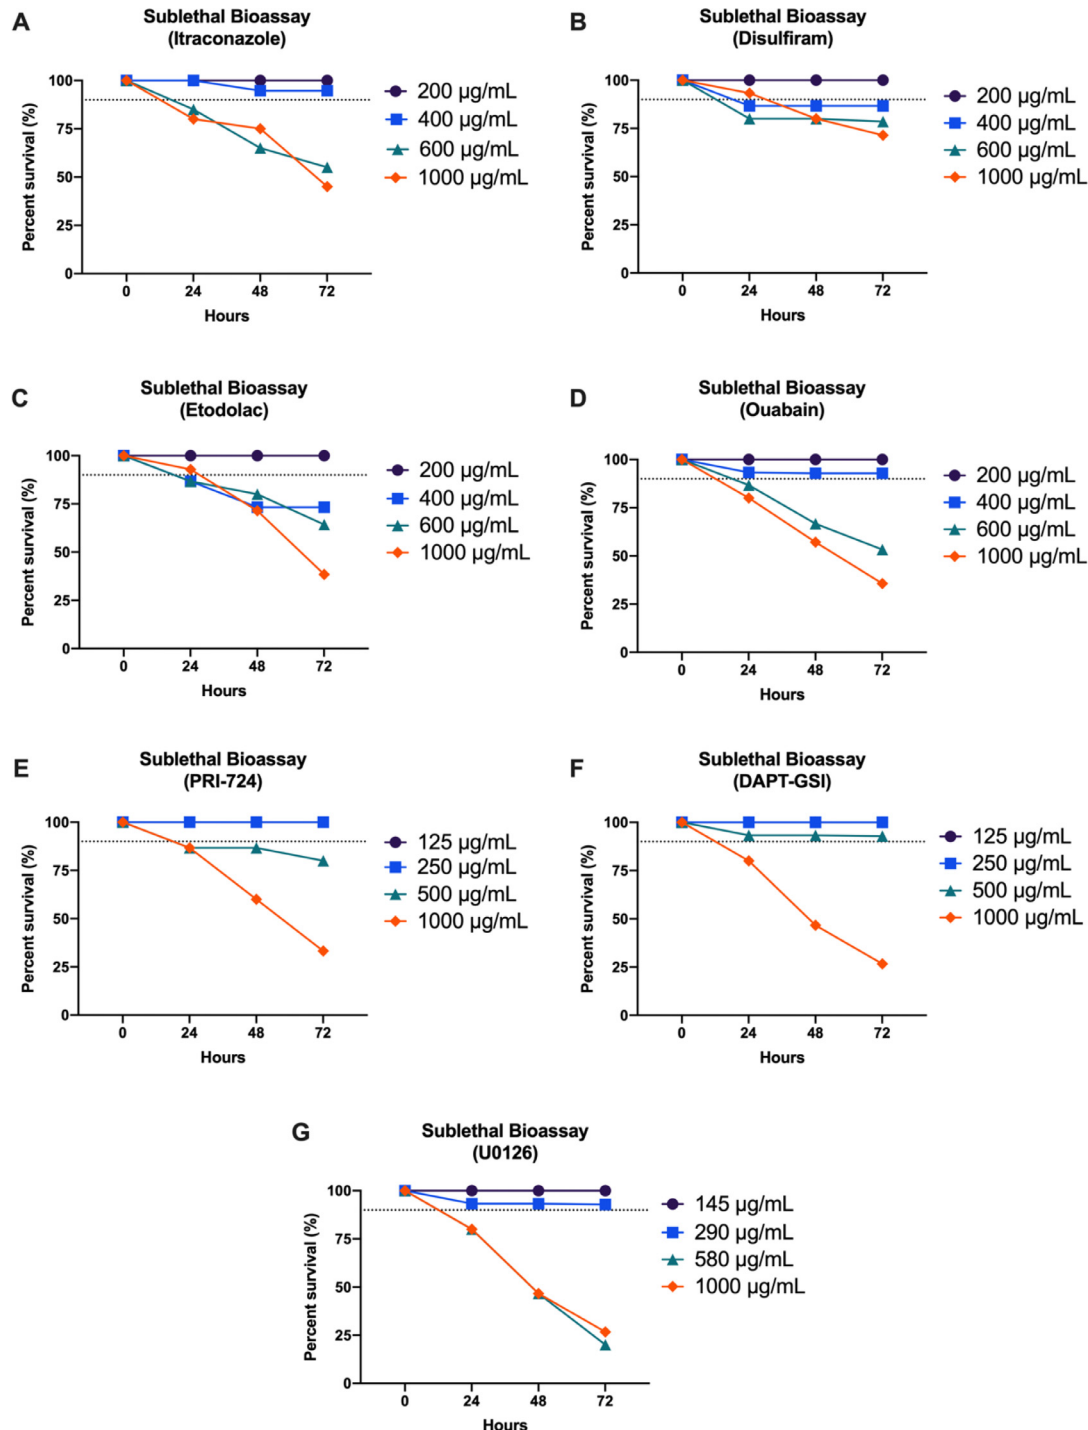 A
Sublethal Bioassay
(Itraconazole)
Percent survival (%)
100
75
50
25
0
0 24 48 72
Hours
200 µg/mL
400 µg/mL
600 µg/mL
1000 µg/mL
B
Sublethal Bioassay
(Disulfiram)
Percent survival (%)
100
75
50
25
0
0 24 48 72
Hours
200 µg/mL
400 µg/mL
600 µg/mL
1000 µg/mL
C
Sublethal Bioassay
(Etodolac)
Percent survival (%)
100
75
50
25
0
0 24 48 72
Hours
200 µg/mL
400 µg/mL
600 µg/mL
1000 µg/mL
D
Sublethal Bioassay
(Ouabain)
Percent survival (%)
100
75
50
25
0
0 24 48 72
Hours
200 µg/mL
400 µg/mL
600 µg/mL
1000 µg/mL
E
Sublethal Bioassay
(PRI-724)
Percent survival (%)
100
75
50
25
0
0 24 48 72
Hours
125 µg/mL
250 µg/mL
500 µg/mL
1000 µg/mL
F
Sublethal Bioassay
(DAPT-GSI)
Percent survival (%)
100
75
50
25
0
0 24 48 72
Hours
125 µg/mL
250 µg/mL
500 µg/mL
1000 µg/mL
G
Sublethal Bioassay
(U0126)
Percent survival (%)
100
75
50
25
0
0 24 48 72
Hours
145 µg/mL
290 µg/mL
580 µg/mL
1000 µg/mL